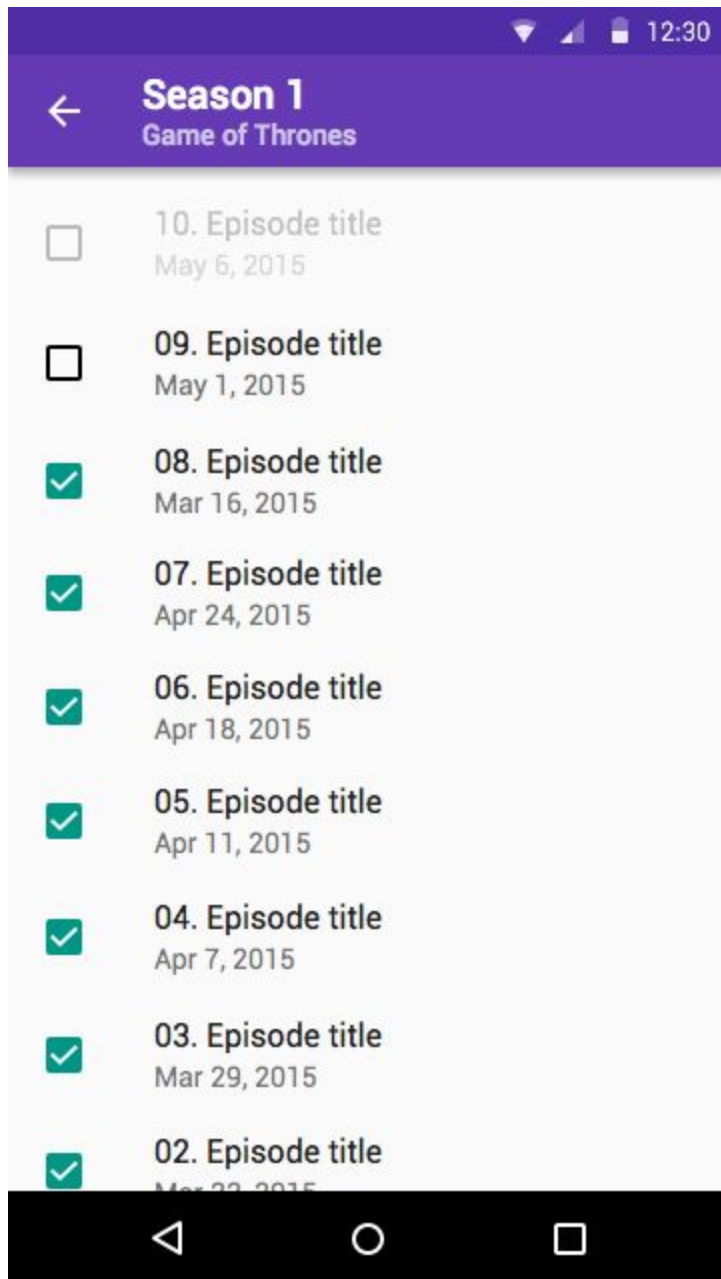 12:30
Season 1
Game of Thrones
10. Episode title
May 6, 2015
09. Episode title
May 1, 2015
08. Episode title
Mar 16, 2015
07. Episode title
Apr 24, 2015
06. Episode title
Apr 18, 2015
05. Episode title
Apr 11, 2015
04. Episode title
Apr 7, 2015
03. Episode title
Mar 29, 2015
02. Episode title